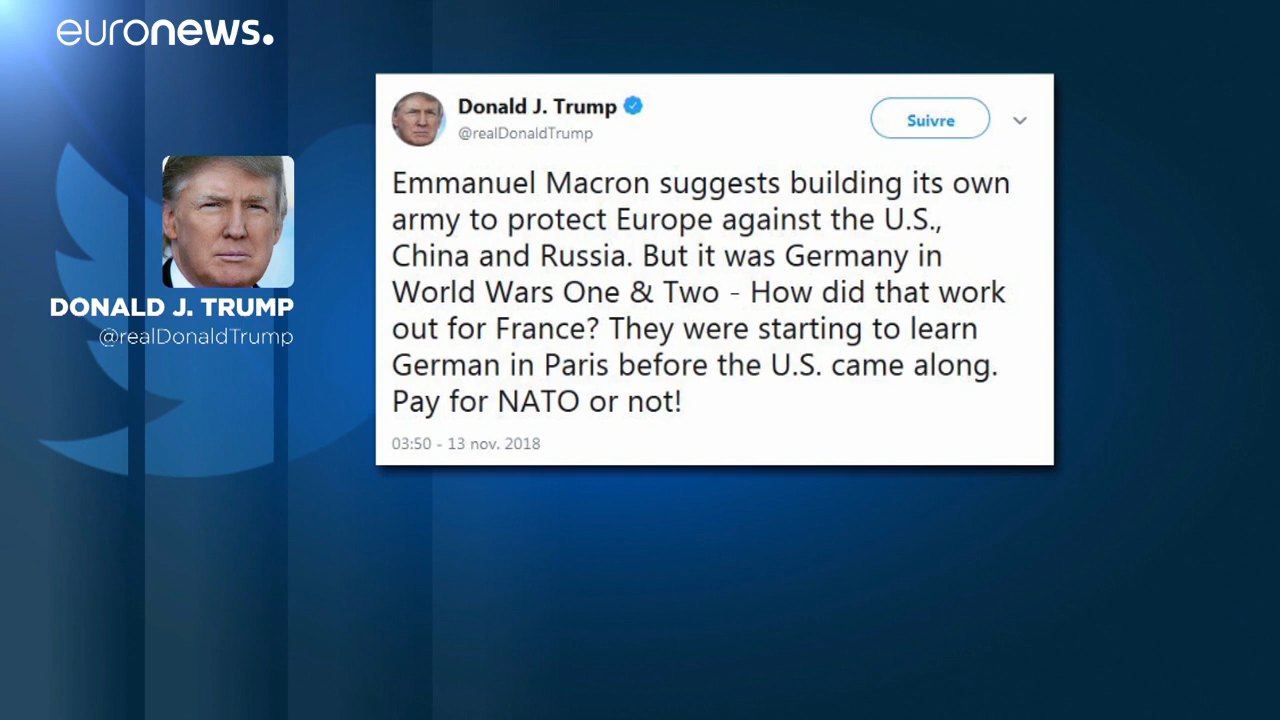 euronews.
DONALD J. TRUMP
@realDonaldTrump
Donald J. Trump
@realDonaldTrump
Suivre
Emmanuel Macron suggests building its own
army to protect Europe against the U.S.,
China and Russia. But it was Germany in
World Wars One & Two - How did that work
out for France? They were starting to learn
German in Paris before the U.S. came along.
Pay for NATO or not!
03:50 - 13 nov. 2018